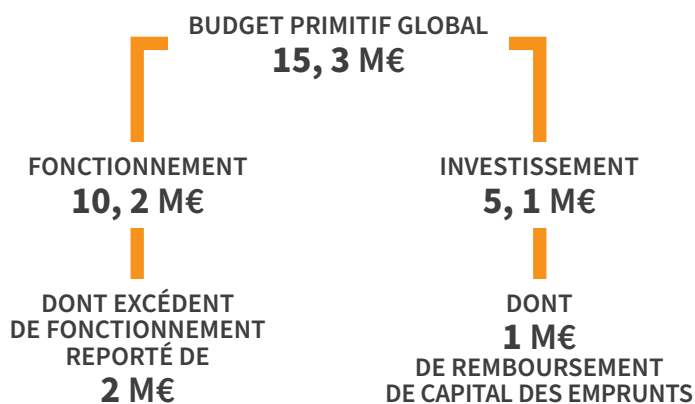 BUDGET PRIMITIF GLOBAL
15, 3 M€
FONCTIONNEMENT
10, 2 M€
DONT EXCÉDENT
DE FONCTIONNEMENT
REPORTÉ DE
2 M€
INVESTISSEMENT
5, 1 M€
DONT
1 M€
DE REMBOURSEMENT
DE CAPITAL DES EMPRUNTS